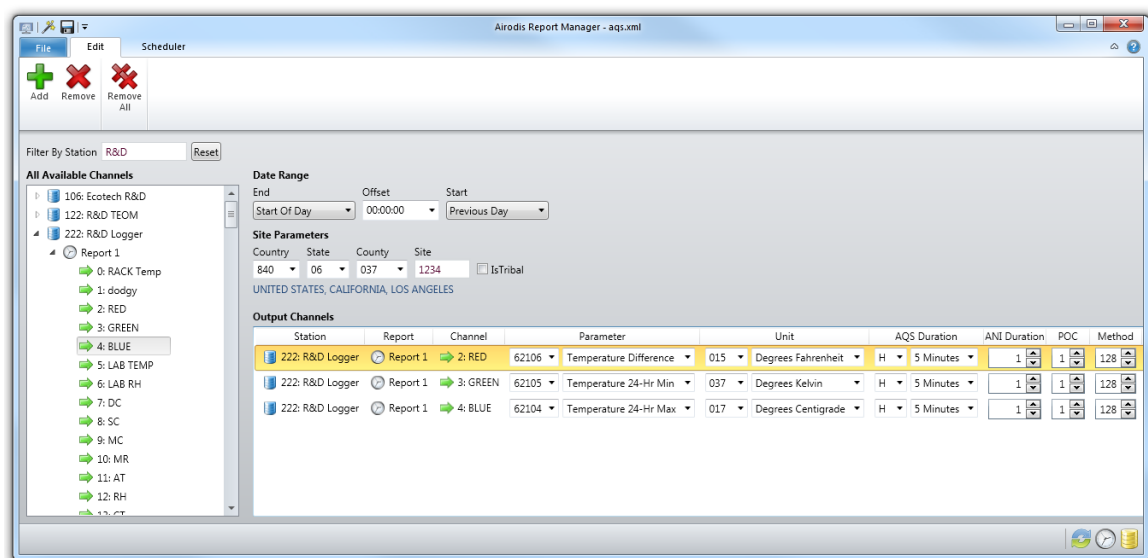 Airodis Report Manager - aqs.xml
File Edit Scheduler
Add Remove Remove All
Filter By Station R&D Reset
All Available Channels
106: Ecotech R&D
122: R&D TEOM
222: R&D Logger
Report 1
0: RACK Temp
1: dodgy
2: RED
3: GREEN
4: BLUE
5: LAB TEMP
6: LAB RH
7: DC
8: SC
9: MC
10: MR
11: AT
12: RH
13: CT
Date Range
End Offset Start
Start Of Day 00:00:00 Previous Day
Site Parameters
Country State County Site
840 06 037 1234 IsTribal
UNITED STATES, CALIFORNIA, LOS ANGELES
Output Channels
Station Report Channel Parameter Unit AQS Duration ANI Duration POC Method
222: R&D Logger Report 1 2: RED 62106 Temperature Difference 015 Degrees Fahrenheit H 5 Minutes 1 1 128
222: R&D Logger Report 1 3: GREEN 62105 Temperature 24-Hr Min 037 Degrees Kelvin H 5 Minutes 1 1 128
222: R&D Logger Report 1 4: BLUE 62104 Temperature 24-Hr Max 017 Degrees Centigrade H 5 Minutes 1 1 128